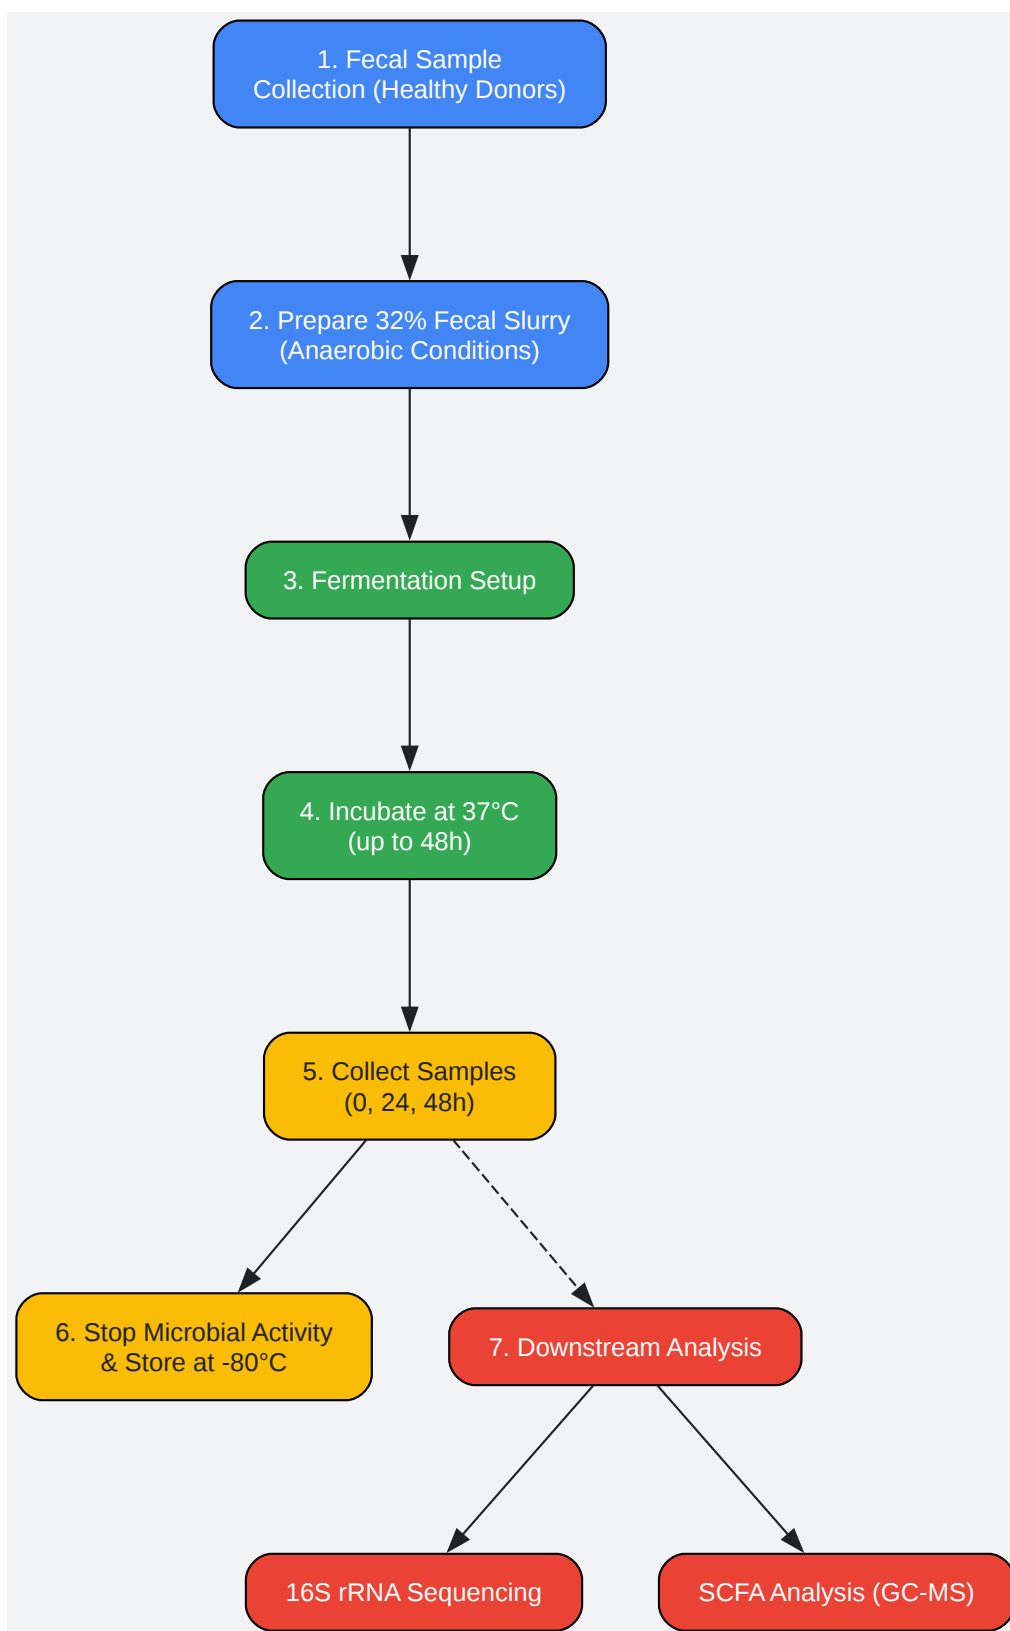 1. Fecal Sample
Collection (Healthy Donors)
2. Prepare 32% Fecal Slurry
(Anaerobic Conditions)
3. Fermentation Setup
4. Incubate at 37°C
(up to 48h)
5. Collect Samples
(0, 24, 48h)
6. Stop Microbial Activity
& Store at -80°C
7. Downstream Analysis
16S rRNA Sequencing
SCFA Analysis (GC-MS)